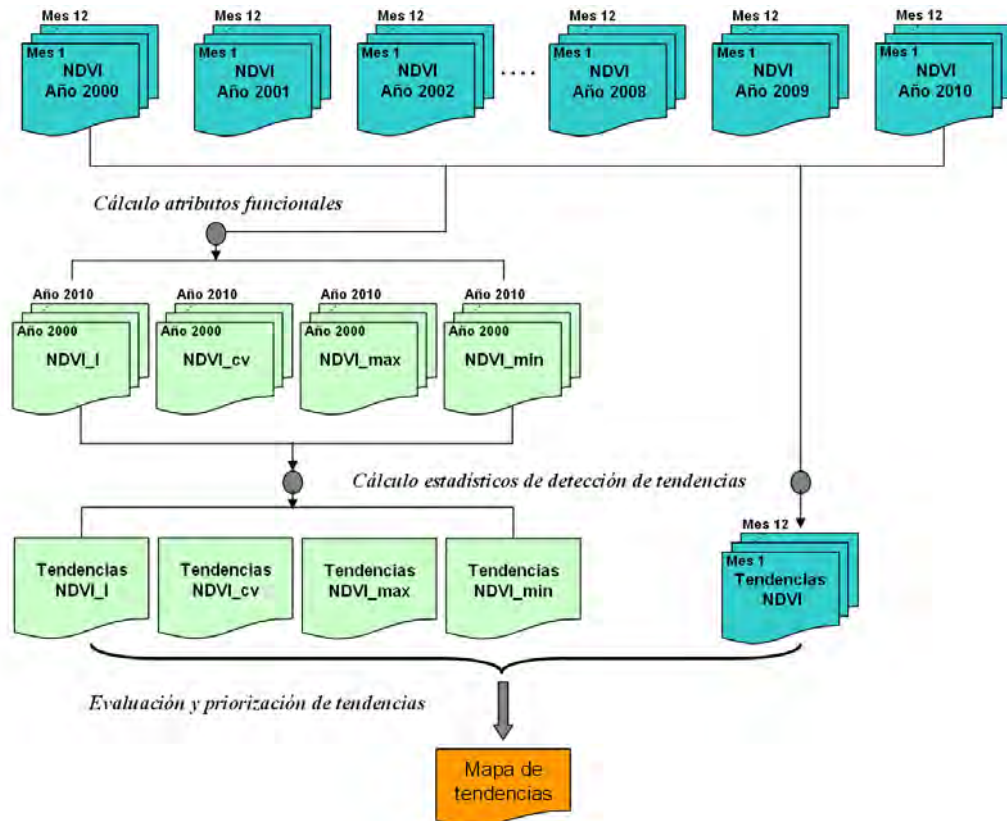 Mes 12
Mes 12
Mes 12
Mes 12
Mes 12
Mes 12
Mes 1
Mes 1
Mes 1
Mes 1
Mes 1
Mes 1
NDVI
Año 2000
NDVI
Año 2001
NDVI
Año 2002
....
NDVI
Año 2008
NDVI
Año 2009
NDVI
Año 2010
Cálculo atributos funcionales
Año 2010
Año 2010
Año 2010
Año 2010
Año 2000
Año 2000
Año 2000
Año 2000
NDVI_I
NDVI_cv
NDVI_max
NDVI_min
Cálculo estadísticos de detección de tendencias
Tendencias
NDVI_I
Tendencias
NDVI_cv
Tendencias
NDVI_max
Tendencias
NDVI_min
Mes 12
Mes 1
Tendencias
NDVI
Evaluación y priorización de tendencias
Mapa de
tendencias